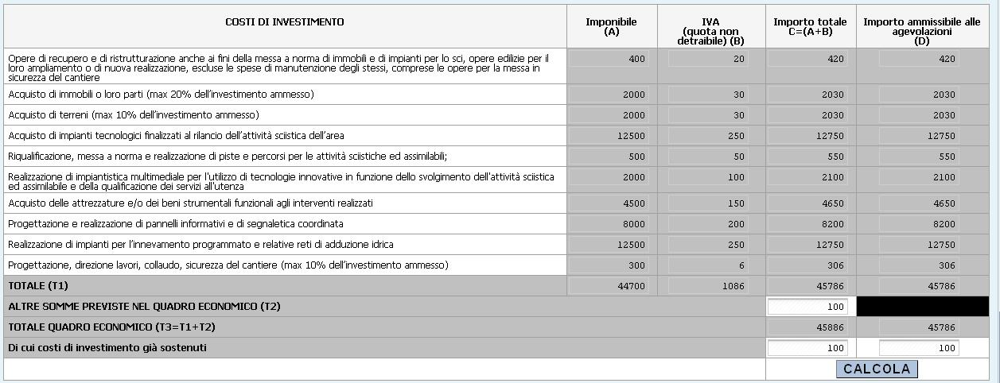 COSTI DI INVESTIMENTO
Imponibile
(A)
IVA
(quota non
detraibile) (B)
Importo totale
C=(A+B)
Importo ammissibile alle
agevolazioni
(D)
Opere di recupero e di ristrutturazione anche ai fini della messa a norma di immobili e di impianti per lo sci, opere edilizie per il
loro ampliamento o di nuova realizzazione, escluse le spese di manutenzione degli stessi, comprese le opere per la messa in
sicurezza del cantiere
400 20 420 420
Acquisto di immobili o loro parti (max 20% dell'investimento ammesso) 2000 30 2030 2030
Acquisto di terreni (max 10% dell'investimento ammesso) 2000 30 2030 2030
Acquisto di impianti tecnologici finalizzati al rilancio dell'attività sciistica dell'area 12500 250 12750 12750
Riqualificazione, messa a norma e realizzazione di piste e percorsi per le attività sciistiche ed assimilabili; 500 50 550 550
Realizzazione di impiantistica multimediale per l'utilizzo di tecnologie innovative in funzione dello svolgimento dell'attività sciistica
ed assimilabile e della qualificazione dei servizi all'utenza
2000 100 2100 2100
Acquisto delle attrezzature e/o dei beni strumentali funzionali agli interventi realizzati 4500 150 4650 4650
Progettazione e realizzazione di pannelli informativi e di segnaletica coordinata 8000 200 8200 8200
Realizzazione di impianti per l'innevamento programmato e relative reti di adduzione idrica 12500 250 12750 12750
Progettazione, direzione lavori, collaudo, sicurezza del cantiere (max 10% dell'investimento ammesso) 300 6 306 306
TOTALE (T1) 44700 1086 45786 45786
ALTRE SOMME PREVISTE NEL QUADRO ECONOMICO (T2) 100
TOTALE QUADRO ECONOMICO (T3=T1+T2) 45886 45786
Di cui costi di investimento già sostenuti 100 100
CALCOLA